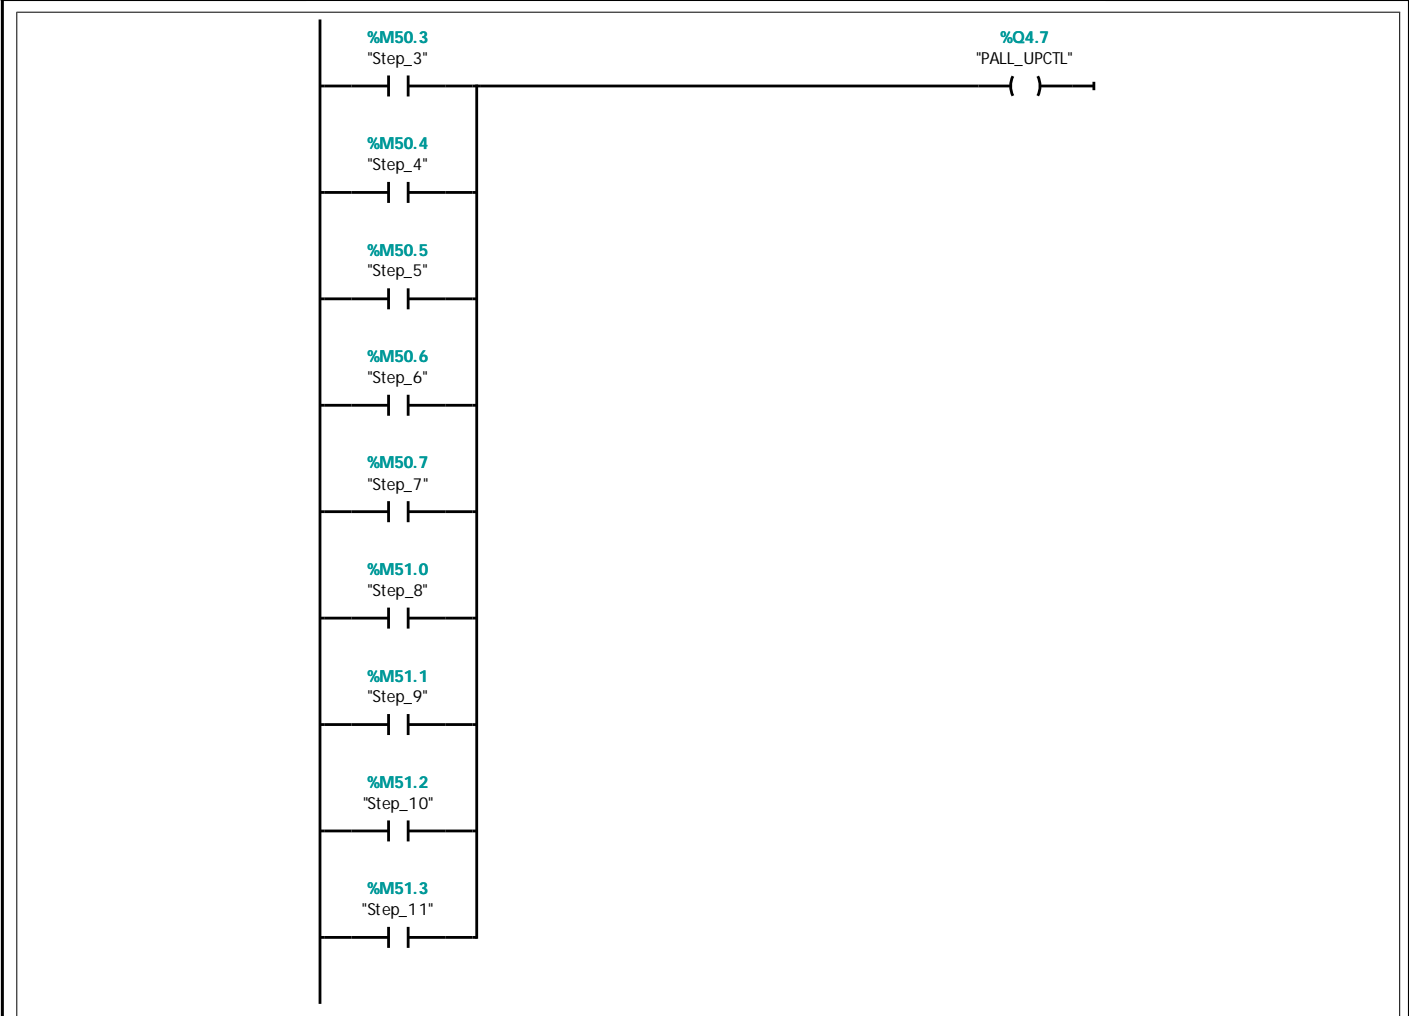 %M50.3
"Step_3"
%Q4.7
"PALL_UPCTL"
%M50.4
"Step_4"
%M50.5
"Step_5"
%M50.6
"Step_6"
%M50.7
"Step_7"
%M51.0
"Step_8"
%M51.1
"Step_9"
%M51.2
"Step_10"
%M51.3
"Step_11"